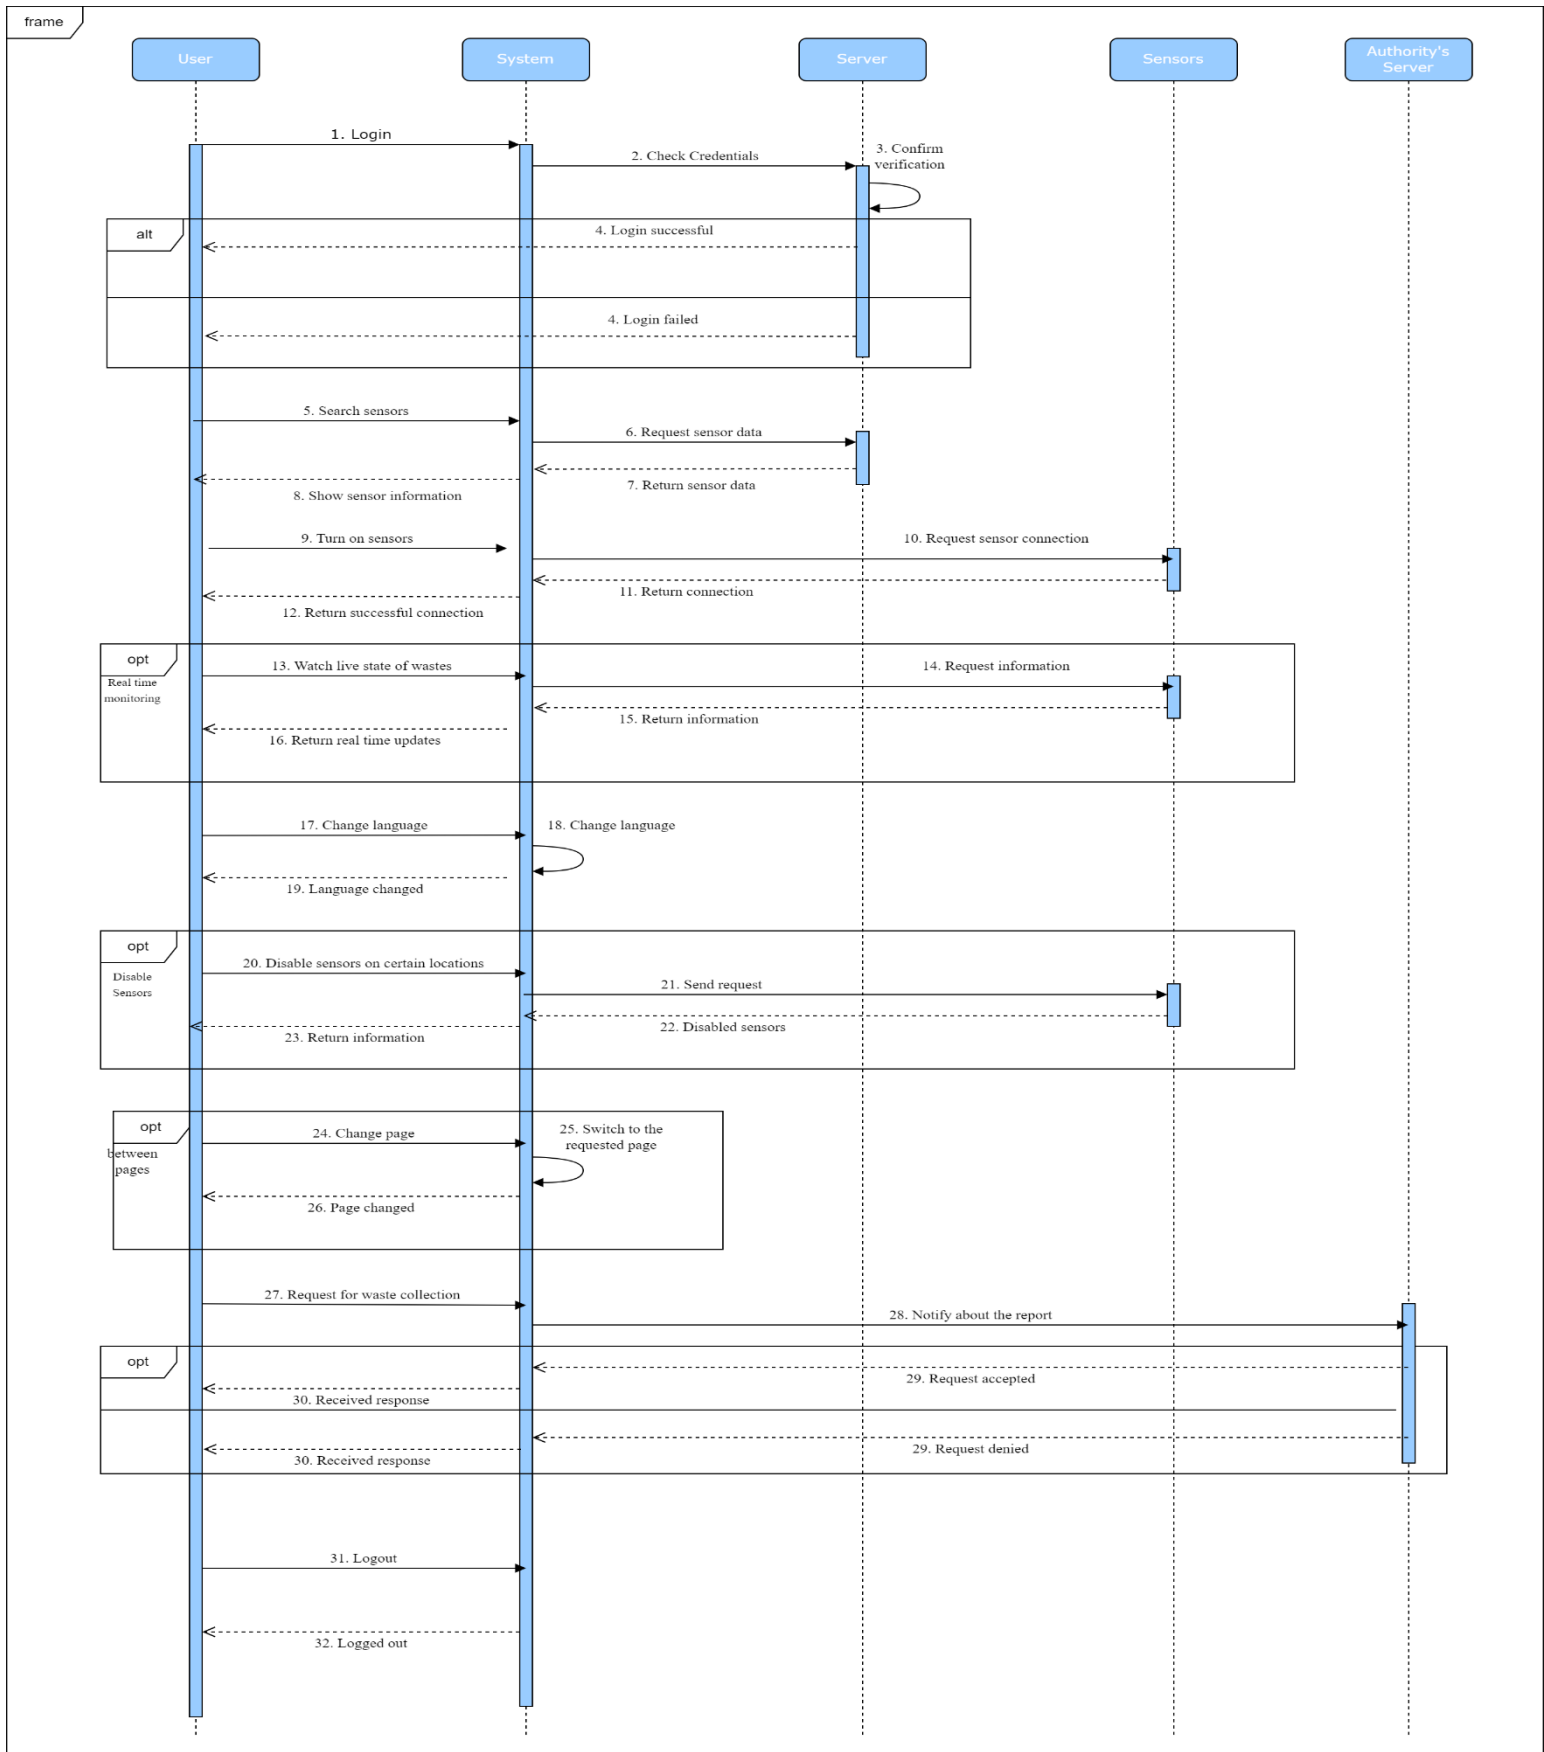 frame
User
System
Server
Sensors
Authority's
Server
1. Login
2. Check Credentials
3. Confirm
verification
alt
4. Login successful
4. Login failed
5. Search sensors
6. Request sensor data
7. Return sensor data
8. Show sensor information
9. Turn on sensors
10. Request sensor connection
11. Return connection
12. Return successful connection
opt
Real time
monitoring
13. Watch live state of wastes
14. Request information
15. Return information
16. Return real time updates
17. Change language
18. Change language
19. Language changed
opt
Disable
Sensors
20. Disable sensors on certain locations
21. Send request
22. Disabled sensors
23. Return information
opt
between
pages
24. Change page
25. Switch to the
requested page
26. Page changed
27. Request for waste collection
28. Notify about the report
opt
29. Request accepted
30. Received response
29. Request denied
30. Received response
31. Logout
32. Logged out